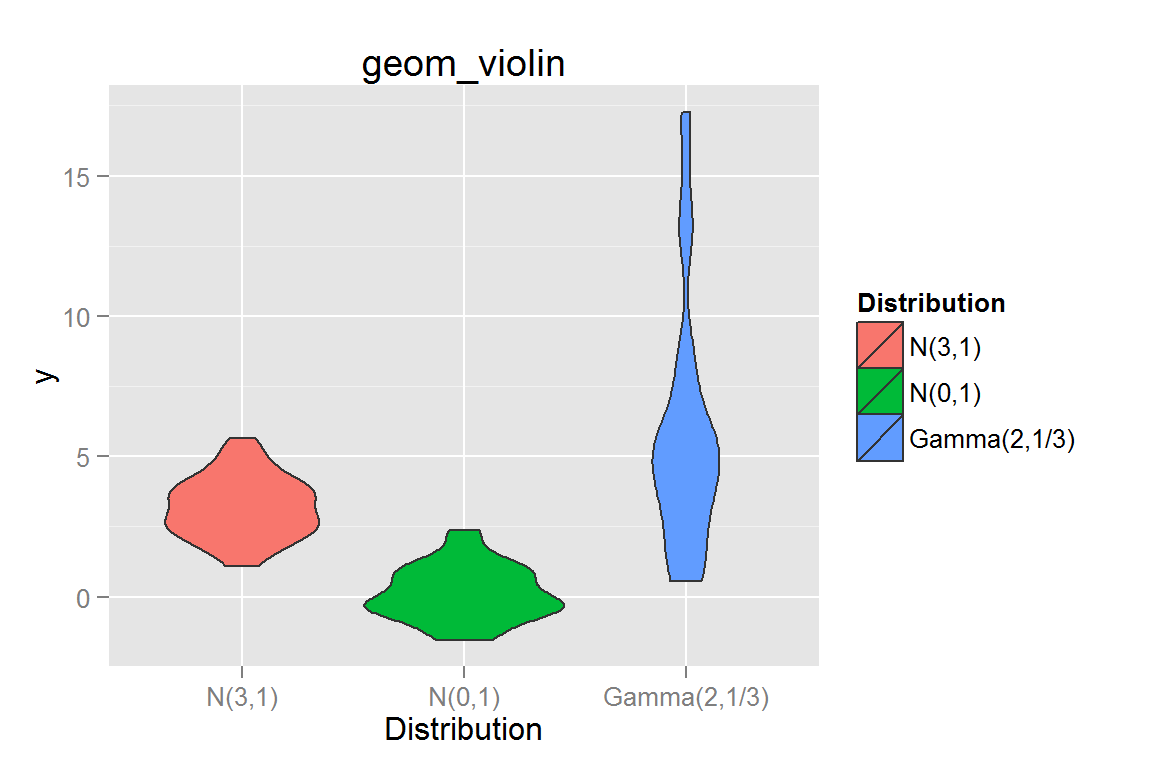 geom_violin
y
15
10
5
0
N(3,1) N(0,1) Gamma(2,1/3)
Distribution
Distribution
N(3,1)
N(0,1)
Gamma(2,1/3)